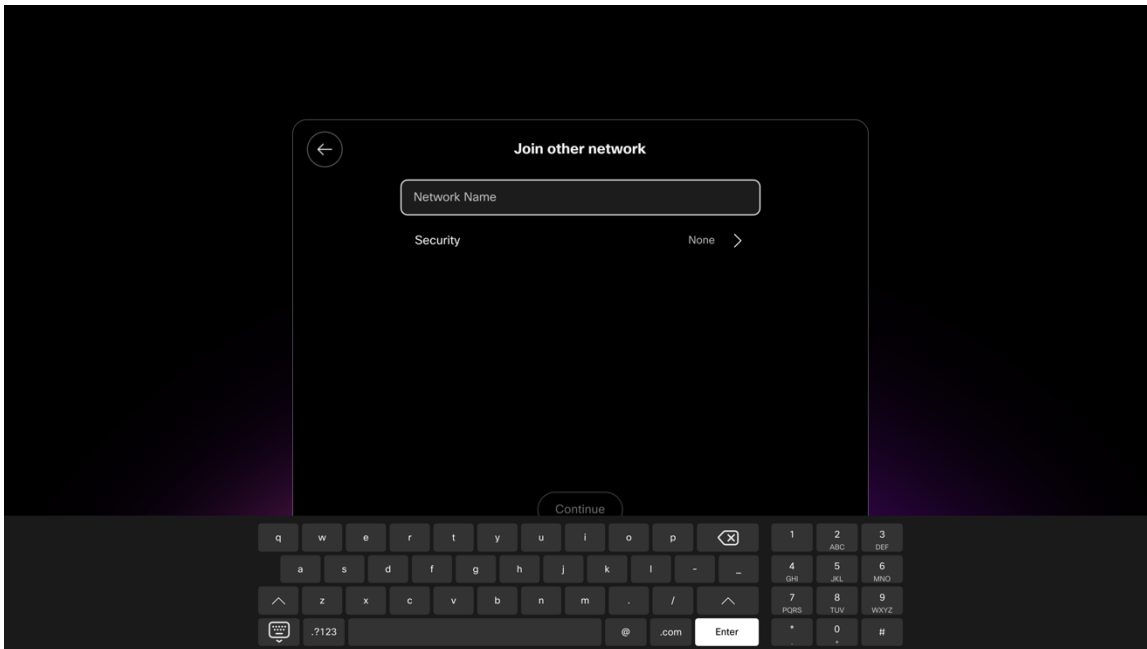 Join other network
Network Name
Security None
Continue
q w e r t y u i o p 1 2 ABC 3 DEF
a s d f g h j k l - _ 4 GHI 5 JKL 6 MNO
z x c v b n m . / 7 PQRS 8 TUV 9 WXYZ
.?123 @ .com Enter * . 0 + #